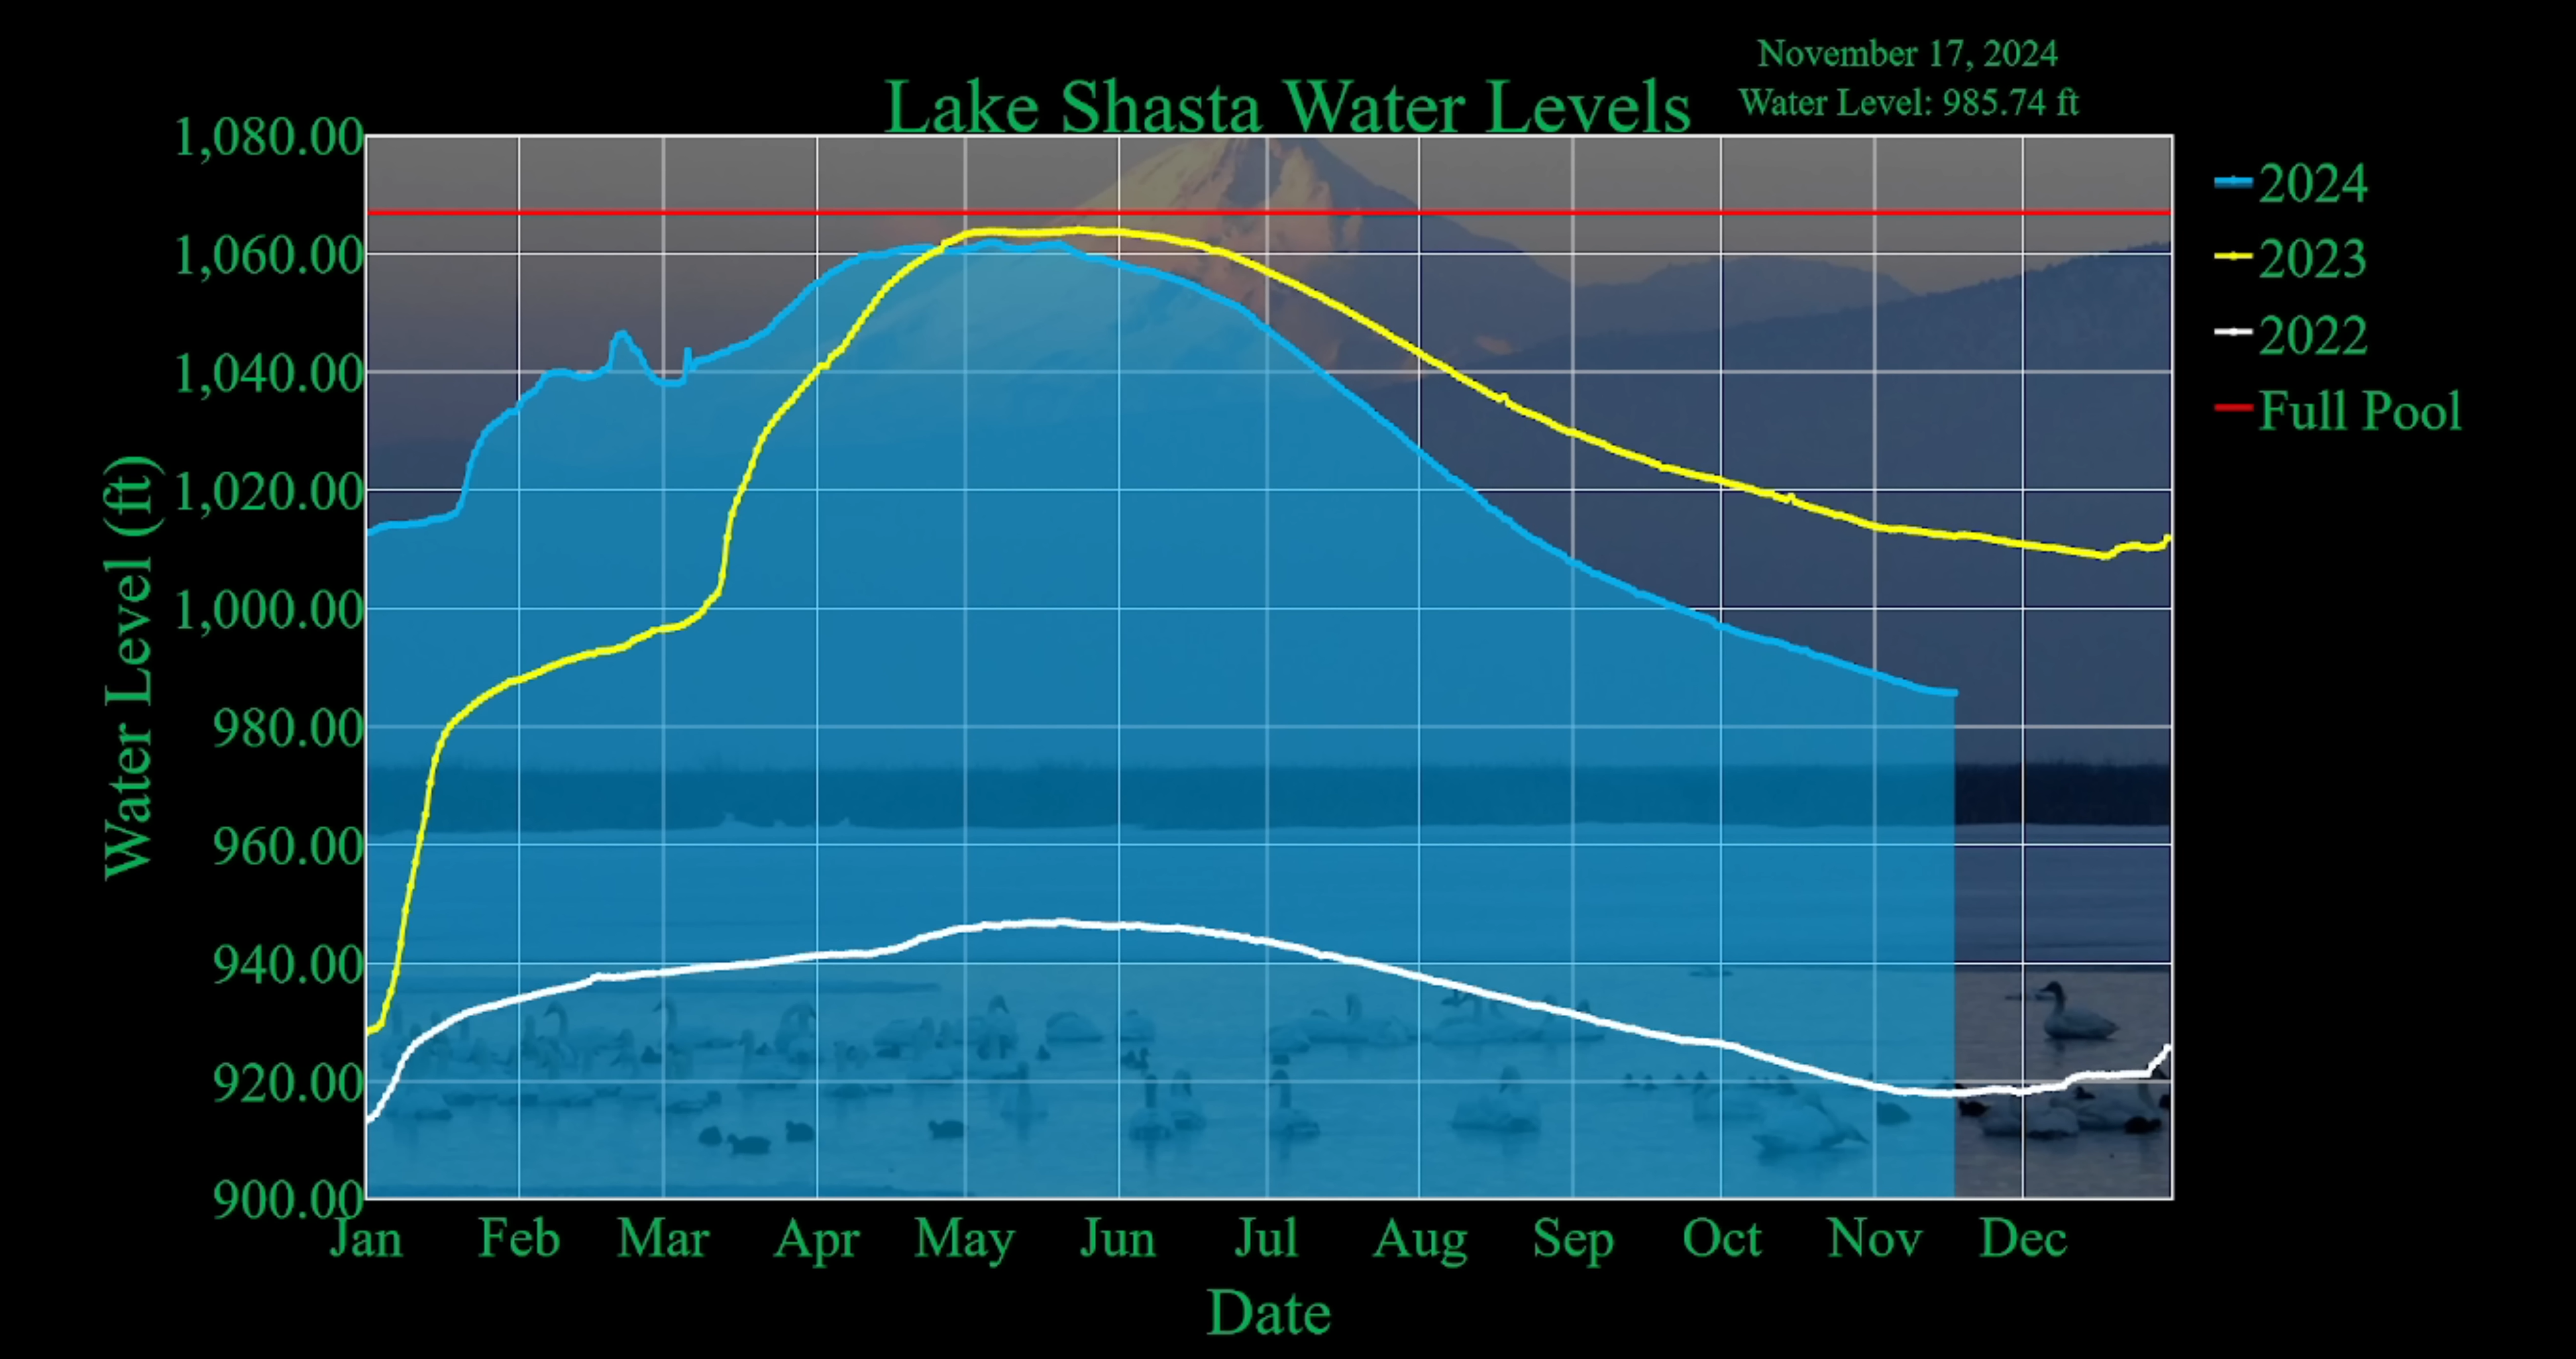 November 17, 2024
Lake Shasta Water Levels
Water Level: 985.74 ft
1,080.00
1,060.00
1,040.00
1,020.00
1,000.00
980.00
960.00
940.00
920.00
900.00
Water Level (ft)
2024
2023
2022
Full Pool
Jan Feb Mar Apr May Jun Jul Aug Sep Oct Nov Dec
Date